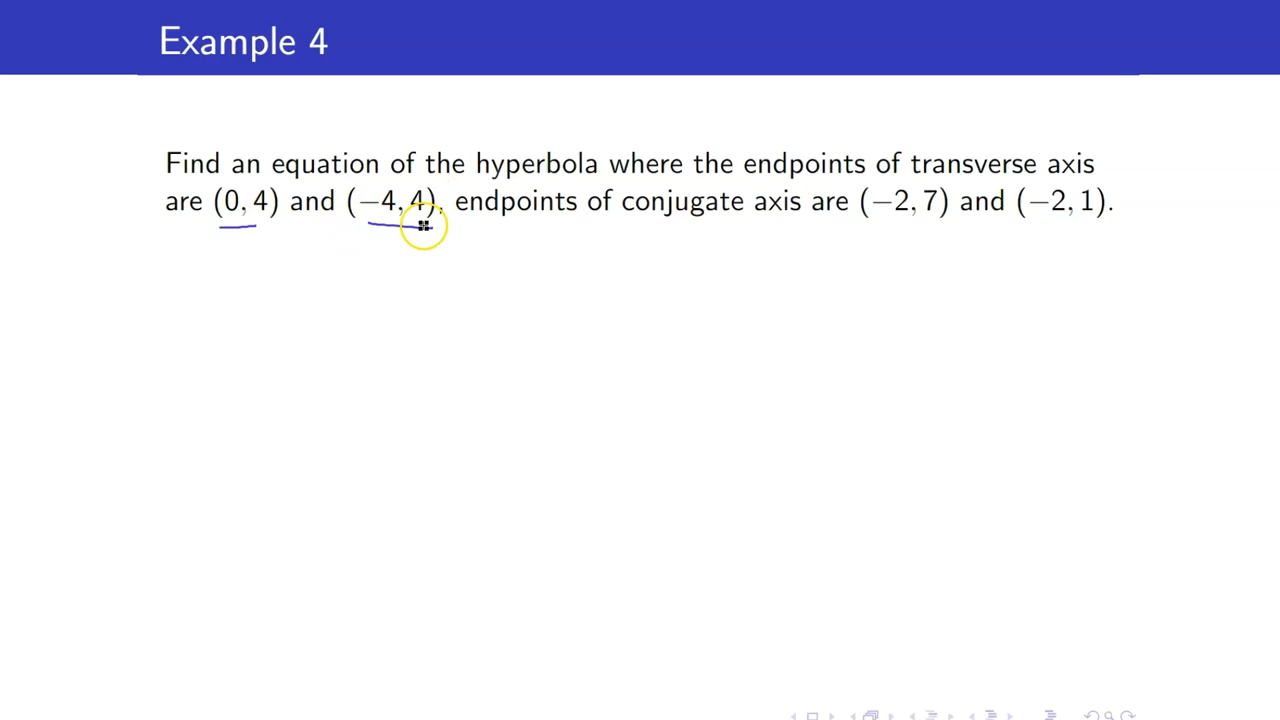 Example 4
Find an equation of the hyperbola where the endpoints of transverse axis
are (0, 4) and (−4, 4), endpoints of conjugate axis are (−2, 7) and (−2, 1).